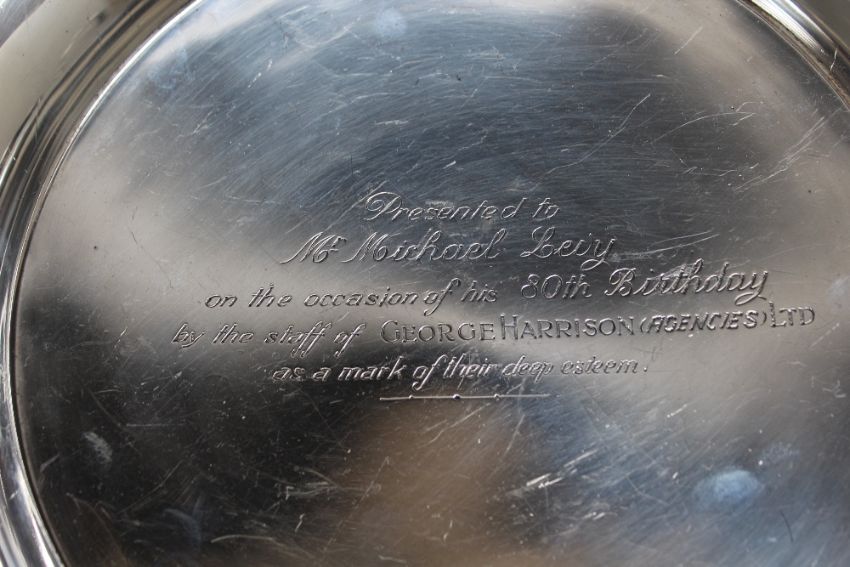 Presented to
Mr Michael Levy
on the occasion of his 80th Birthday
by the staff of GEORGE HARRISON (AGENCIES) LTD
as a mark of their deep esteem.